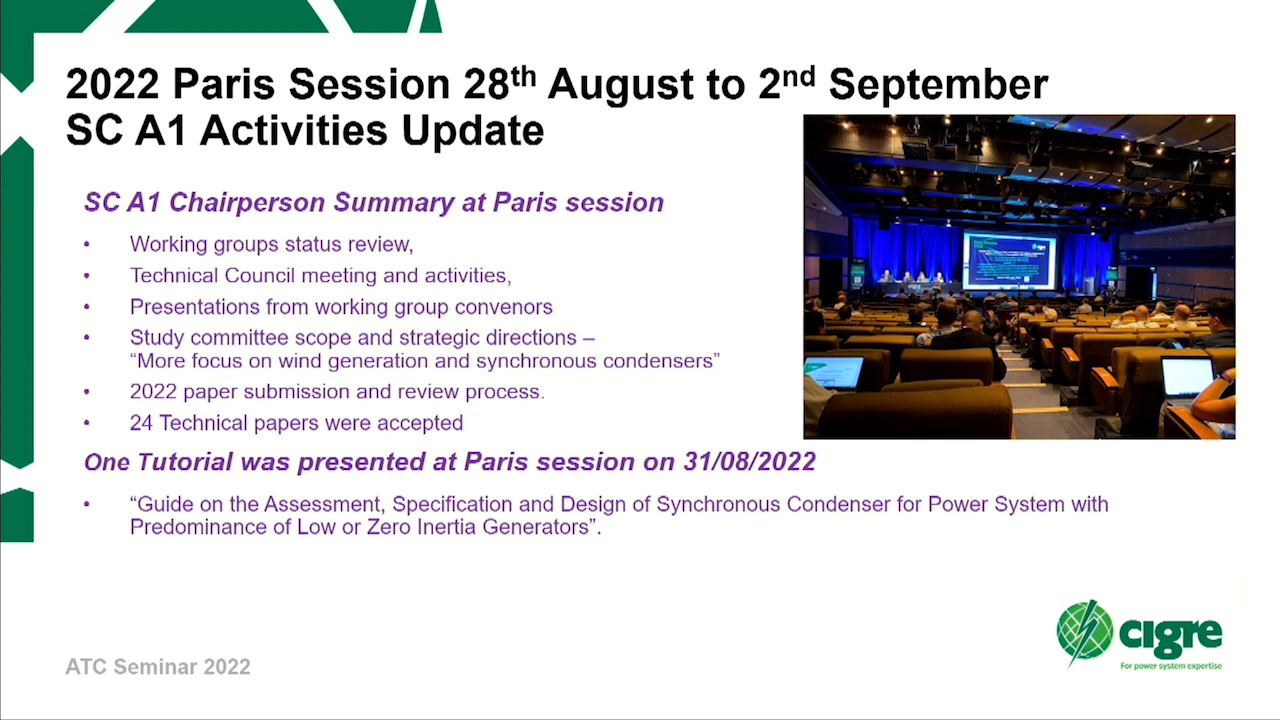 2022 Paris Session 28th August to 2nd September
SC A1 Activities Update
SC A1 Chairperson Summary at Paris session
• Working groups status review,
• Technical Council meeting and activities,
• Presentations from working group convenors
• Study committee scope and strategic directions –
“More focus on wind generation and synchronous condensers”
• 2022 paper submission and review process.
• 24 Technical papers were accepted
One Tutorial was presented at Paris session on 31/08/2022
• “Guide on the Assessment, Specification and Design of Synchronous Condenser for Power System with
Predominance of Low or Zero Inertia Generators”.
cigre
For power system expertise
ATC Seminar 2022